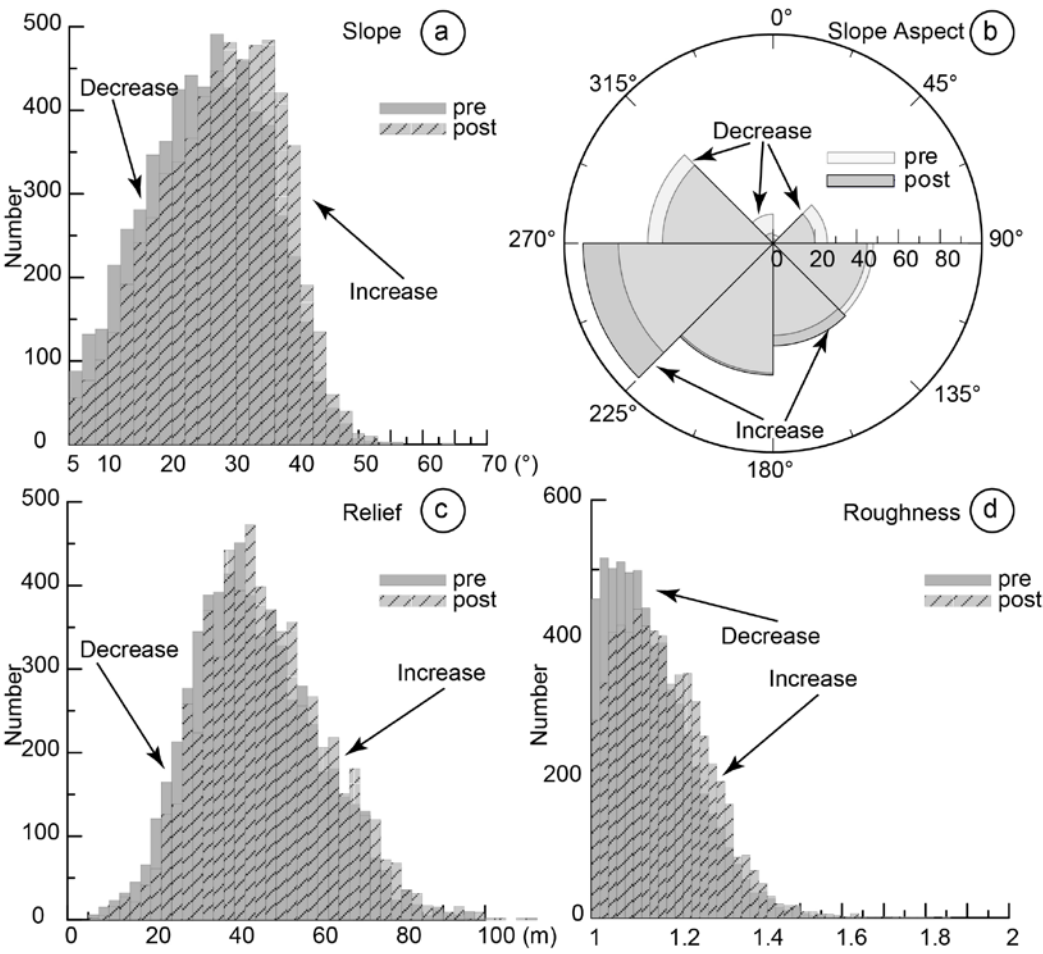 500
400
300
200
100
0
Number
Slope
a
pre
post
Decrease
Increase
5 10 20 30 40 50 60 70 (°)
0°
45°
90°
135°
180°
225°
270°
315°
Slope Aspect
b
pre
post
Decrease
Increase
0 20 40 60 80
500
400
300
200
100
0
Number
Relief
c
pre
post
Decrease
Increase
0 20 40 60 80 100 (m)
600
400
200
0
Number
Roughness
d
pre
post
Decrease
Increase
1 1.2 1.4 1.6 1.8 2